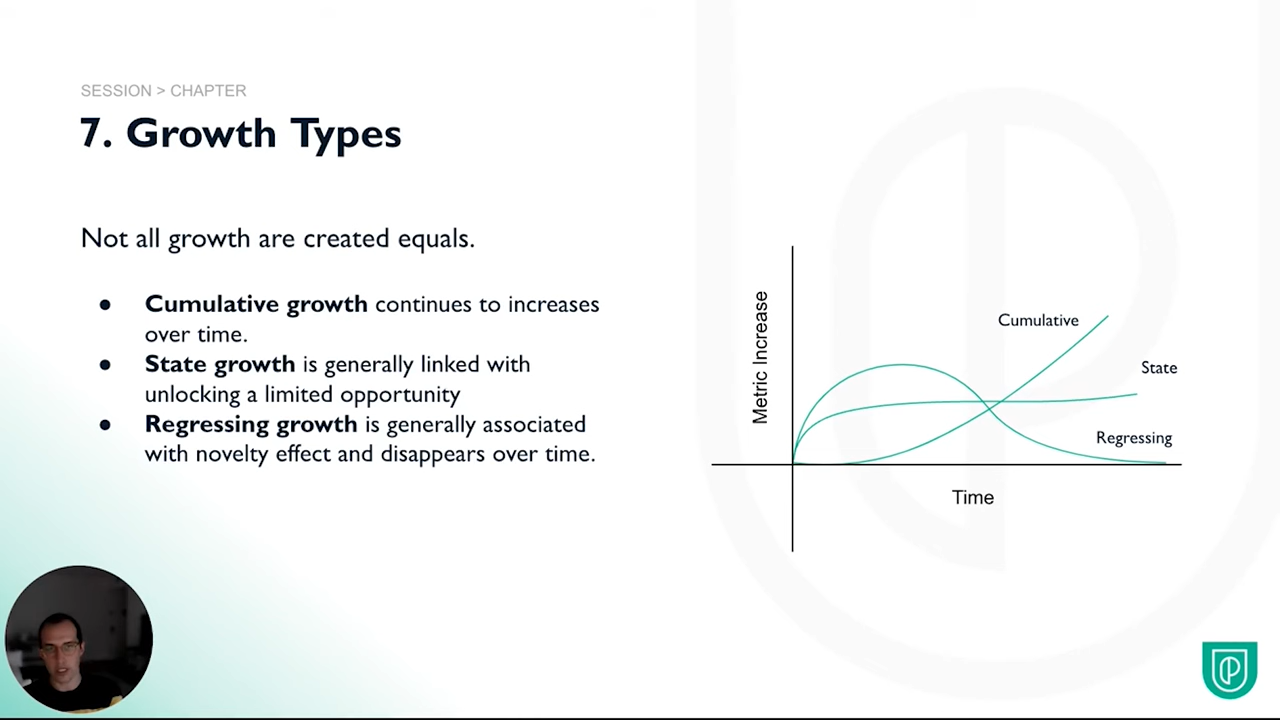 SESSION > CHAPTER
7. Growth Types
Not all growth are created equals.
● Cumulative growth continues to increases
over time.
● State growth is generally linked with
unlocking a limited opportunity
● Regressing growth is generally associated
with novelty effect and disappears over time.
Metric Increase
Cumulative
State
Regressing
Time